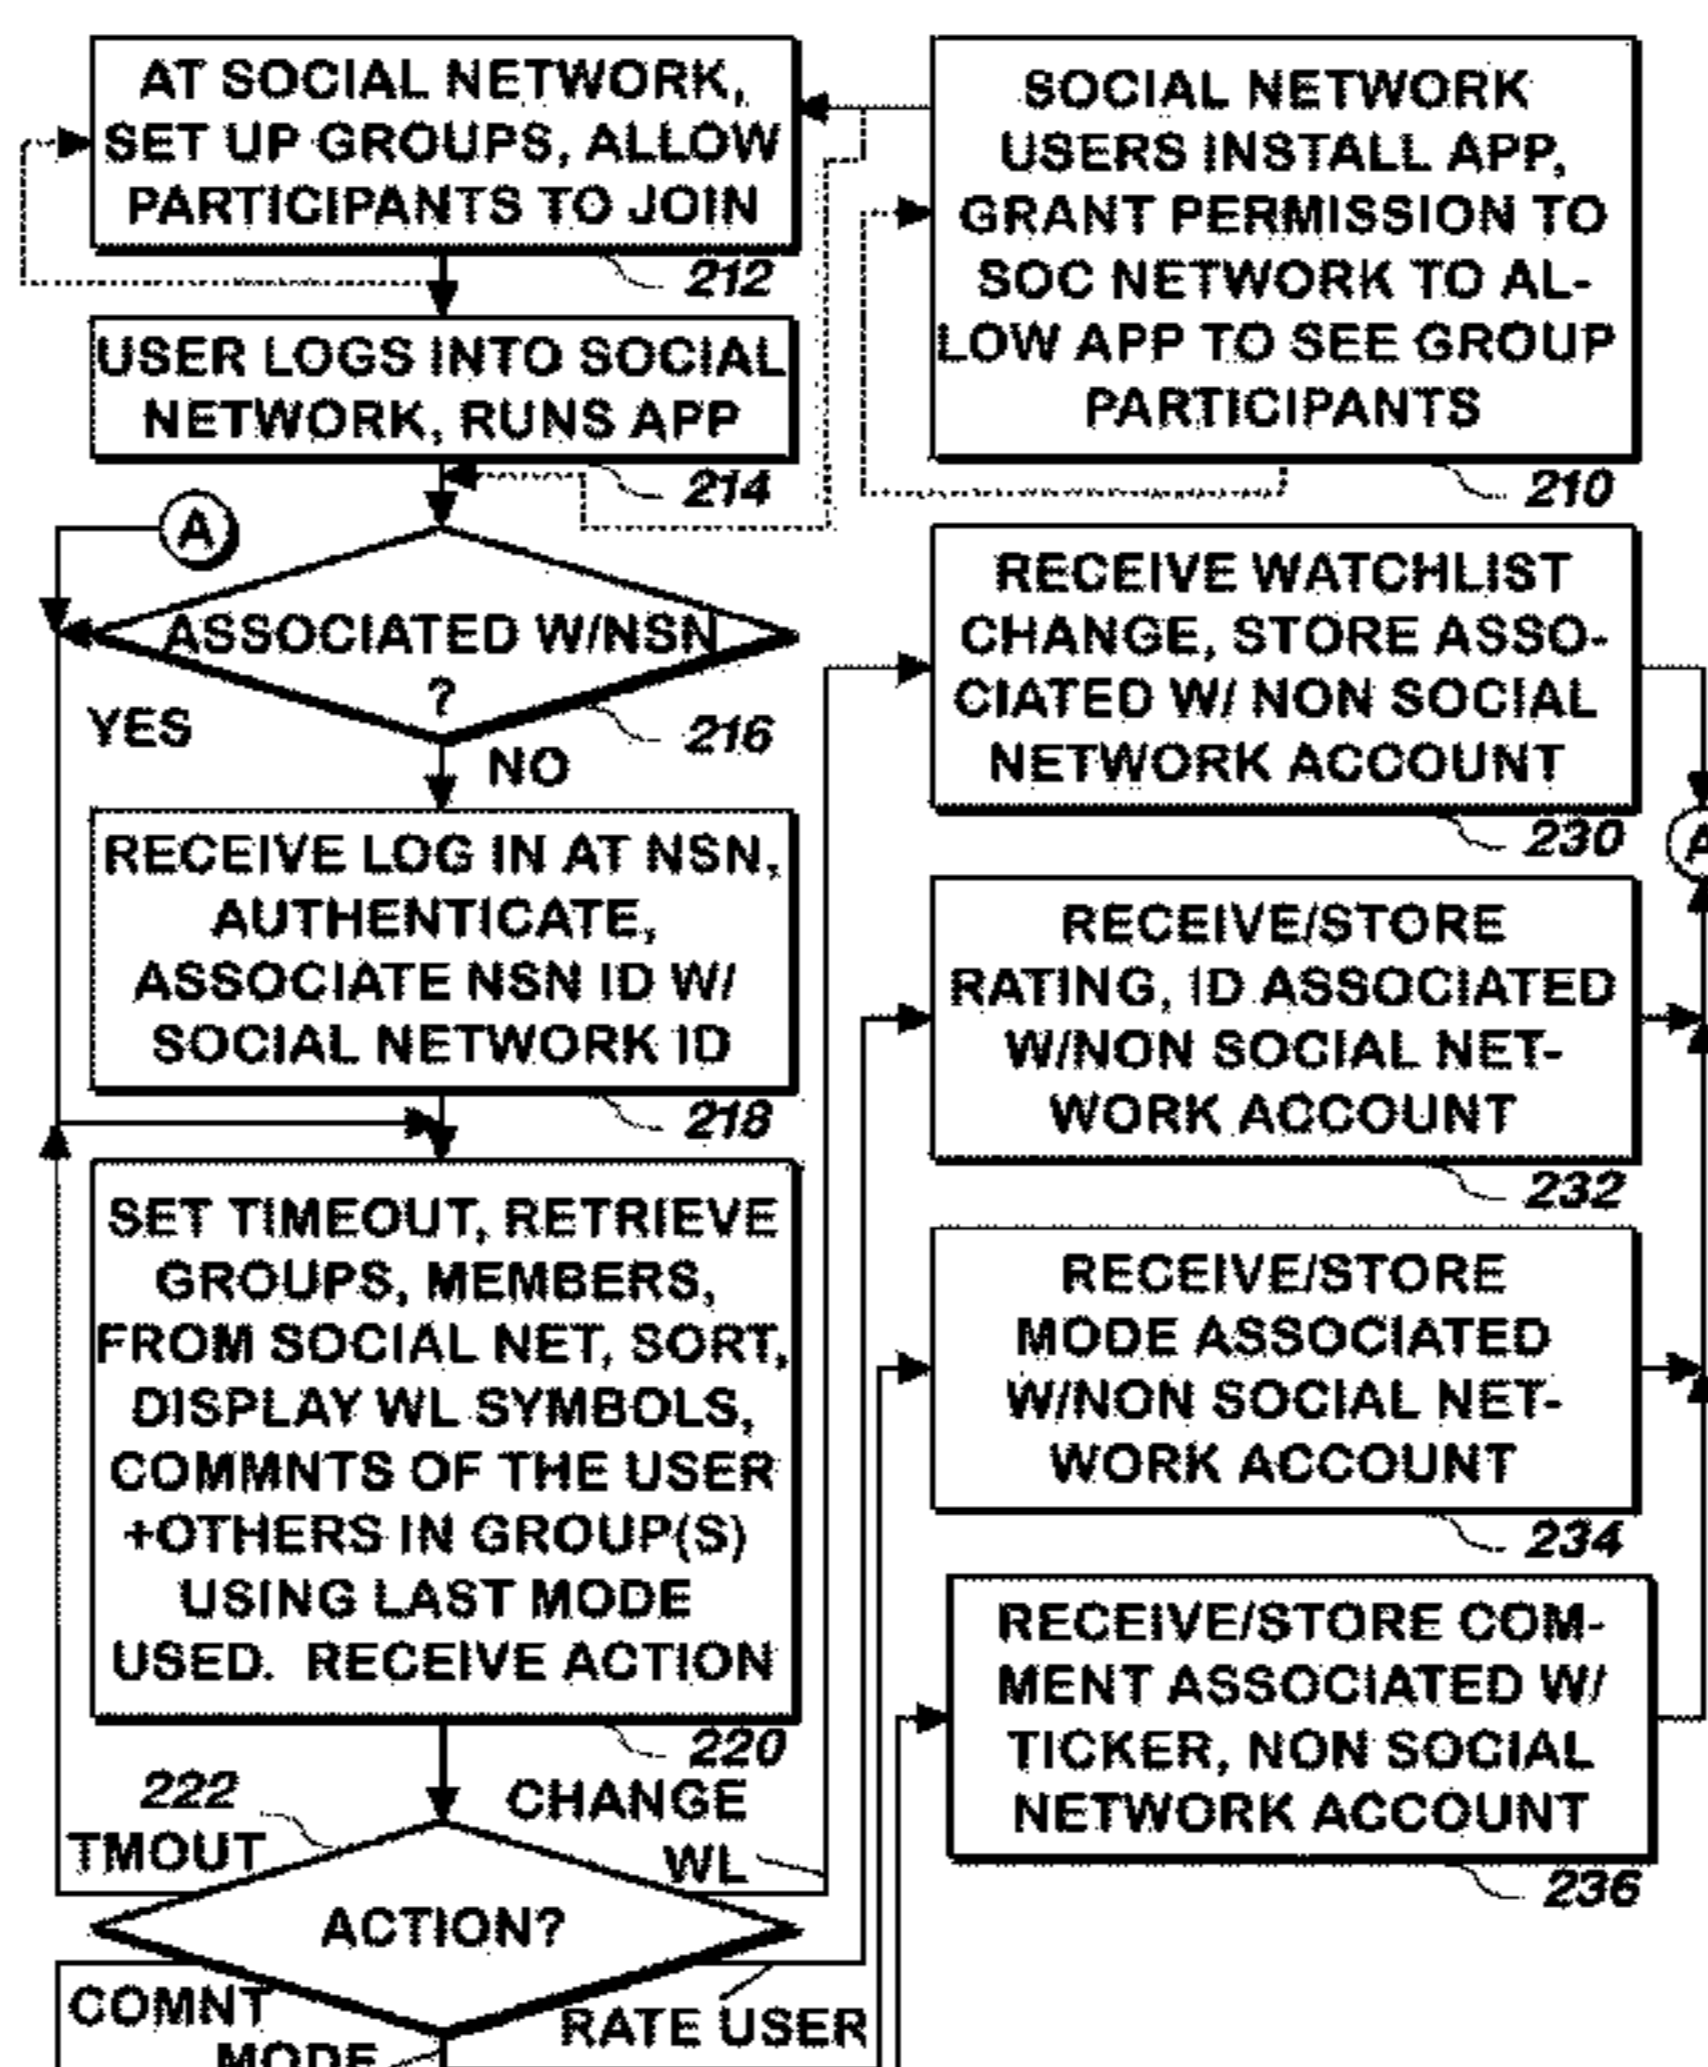 AT SOCIAL NETWORK,
SET UP GROUPS, ALLOW
PARTICIPANTS TO JOIN
212
USER LOGS INTO SOCIAL
NETWORK, RUNS APP
214
A
ASSOCIATED W/NSN
?
216
YES
NO
RECEIVE LOG IN AT NSN,
AUTHENTICATE,
ASSOCIATE NSN ID W/
SOCIAL NETWORK ID
218
SET TIMEOUT, RETRIEVE
GROUPS, MEMBERS,
FROM SOCIAL NET, SORT,
DISPLAY WL SYMBOLS,
COMMNTS OF THE USER
+OTHERS IN GROUP(S)
USING LAST MODE
USED. RECEIVE ACTION
220
222
TMOUT
CHANGE
WL
ACTION?
COMNT
MODE
RATE USER
SOCIAL NETWORK
USERS INSTALL APP,
GRANT PERMISSION TO
SOC NETWORK TO AL-
LOW APP TO SEE GROUP
PARTICIPANTS
210
RECEIVE WATCHLIST
CHANGE, STORE ASSO-
CIATED W/ NON SOCIAL
NETWORK ACCOUNT
230
A
RECEIVE/STORE
RATING, ID ASSOCIATED
W/NON SOCIAL NET-
WORK ACCOUNT
232
RECEIVE/STORE
MODE ASSOCIATED
W/NON SOCIAL NET-
WORK ACCOUNT
234
RECEIVE/STORE COM-
MENT ASSOCIATED W/
TICKER, NON SOCIAL
NETWORK ACCOUNT
236